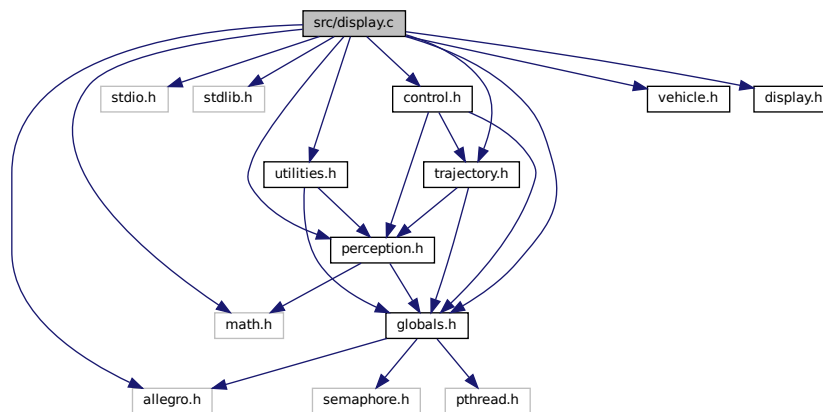 src/display.c
stdio.h
stdlib.h
control.h
vehicle.h
display.h
utilities.h
trajectory.h
perception.h
math.h
globals.h
allegro.h
semaphore.h
pthread.h